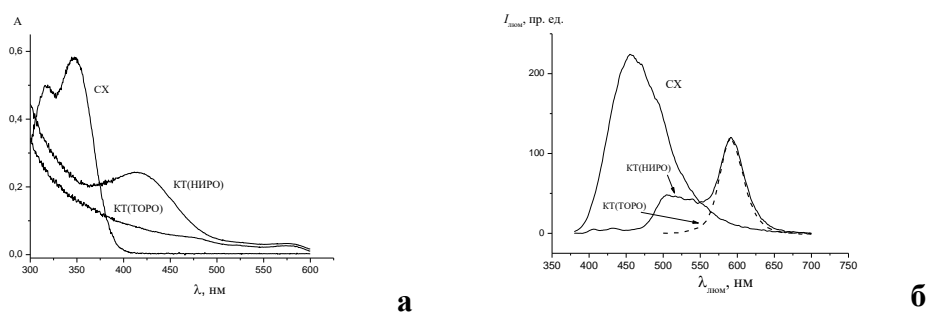 A
0,6
0,4
0,2
0,0
300 350 400 450 500 550 600
λ, нм
СХ
КТ(НИРО)
КТ(ТОРО)
а
Iлюм, пр. ед.
200
100
0
350 400 450 500 550 600 650 700 750
λлюм, нм
СХ
КТ(НИРО)
КТ(ТОРО)
б